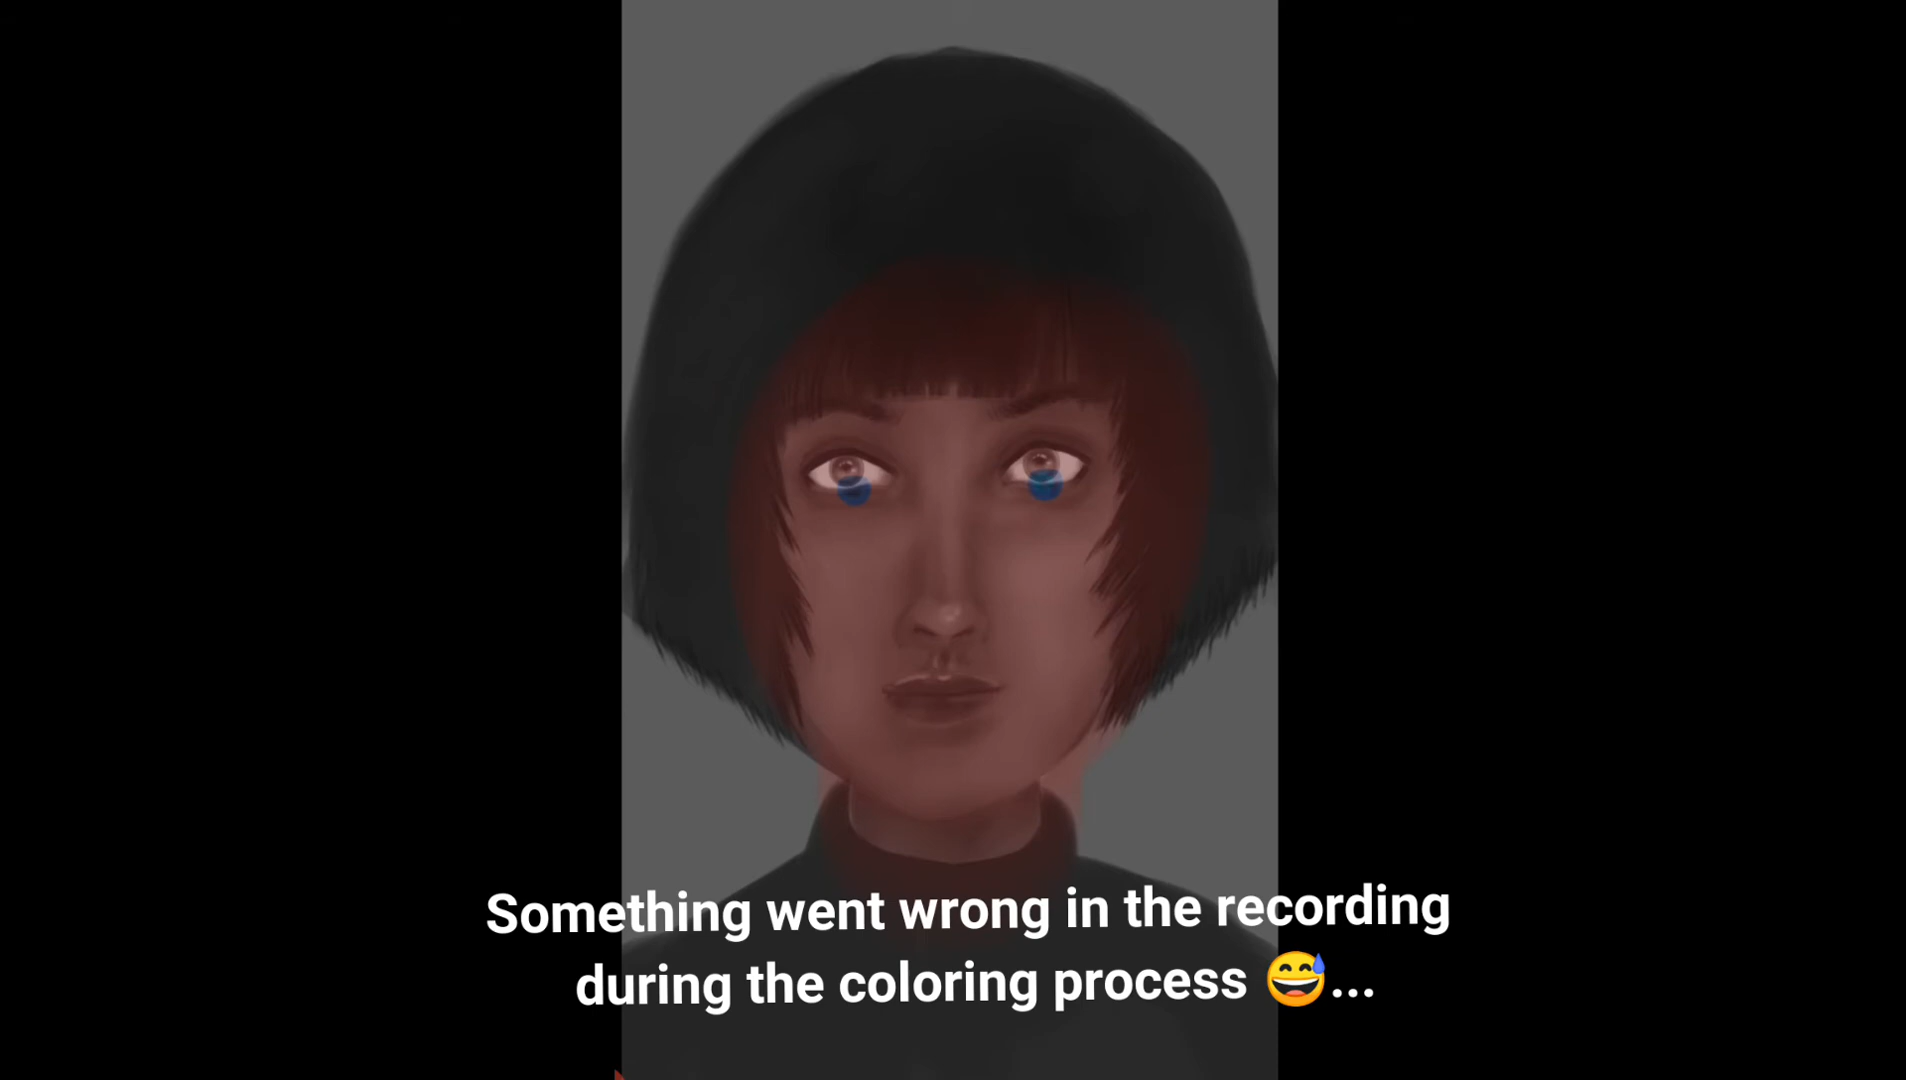 Something went wrong in the recording
during the coloring process 😅...